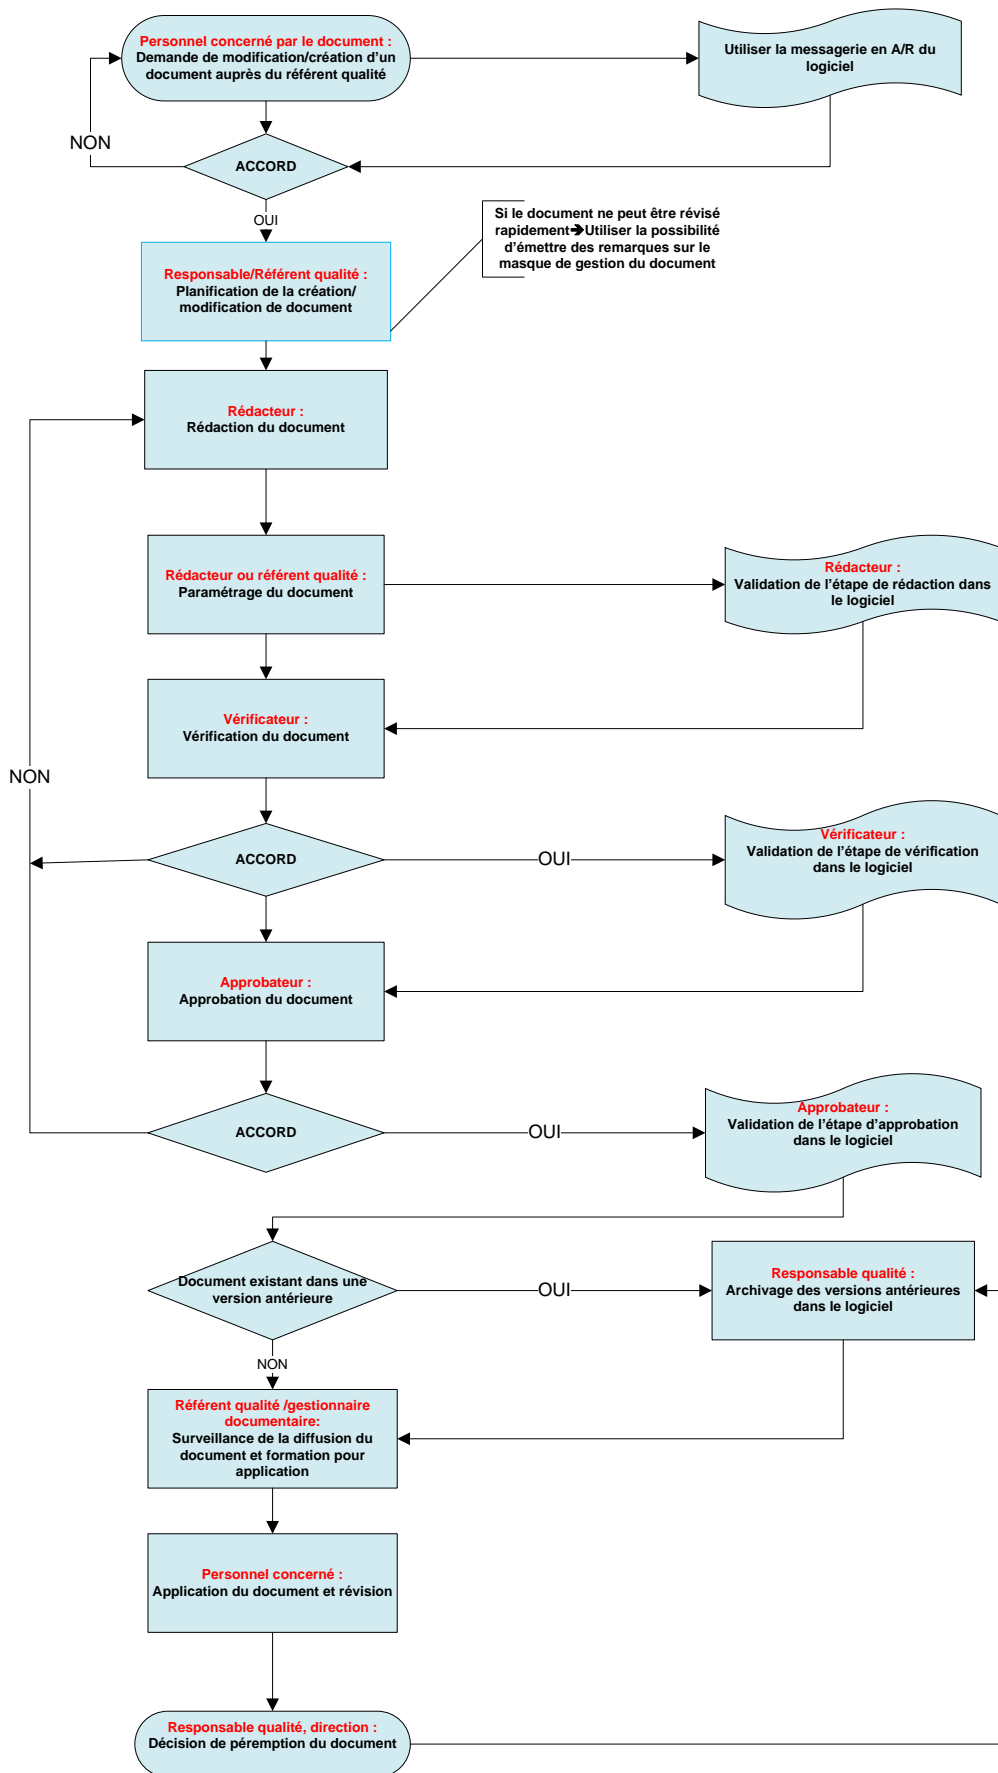 Personnel concerné par le document :
Demande de modification/création d'un
document auprès du référent qualité
Utiliser la messagerie en A/R du
logiciel
NON
ACCORD
OUI
Si le document ne peut être révisé
rapidement➔Utiliser la possibilité
d'émettre des remarques sur le
masque de gestion du document
Responsable/Référent qualité :
Planification de la création/
modification de document
Rédacteur :
Rédaction du document
Rédacteur ou référent qualité :
Paramétrage du document
Rédacteur :
Validation de l'étape de rédaction dans
le logiciel
Vérificateur :
Vérification du document
NON
ACCORD
OUI
Vérificateur :
Validation de l'étape de vérification
dans le logiciel
Approbateur :
Approbation du document
ACCORD
OUI
Approbateur :
Validation de l'étape d'approbation
dans le logiciel
Document existant dans une
version antérieure
OUI
Responsable qualité :
Archivage des versions antérieures
dans le logiciel
NON
Référent qualité /gestionnaire
documentaire:
Surveillance de la diffusion du
document et formation pour
application
Personnel concerné :
Application du document et révision
Responsable qualité, direction :
Décision de péremption du document